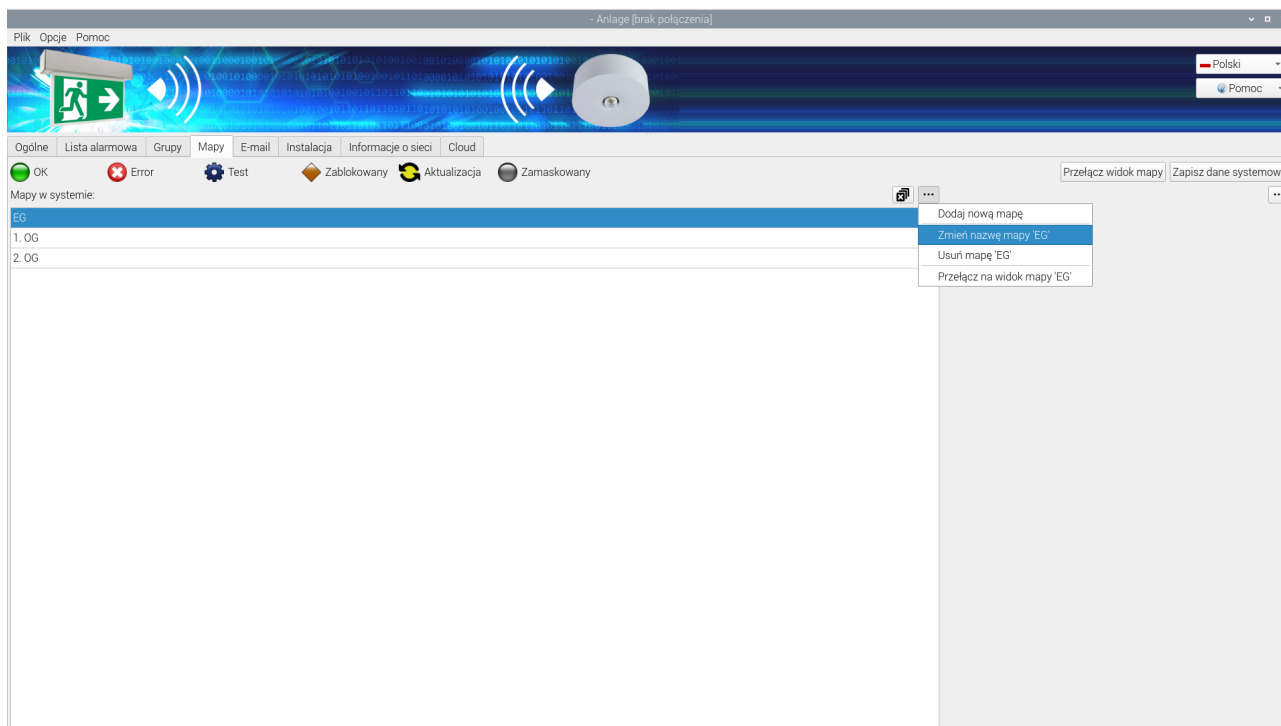 - Anlage [brak połączenia]
Plik Opcje Pomoc
Polski
Pomoc
Ogólne Lista alarmowa Grupy Mapy E-mail Instalacja Informacje o sieci Cloud
OK Error Test Zablokowany Aktualizacja Zamaskowany Przełącz widok mapy Zapisz dane systemow
Mapy w systemie: ...
EG
1. OG
2. OG
Dodaj nową mapę
Zmień nazwę mapy 'EG'
Usuń mapę 'EG'
Przełącz na widok mapy 'EG'